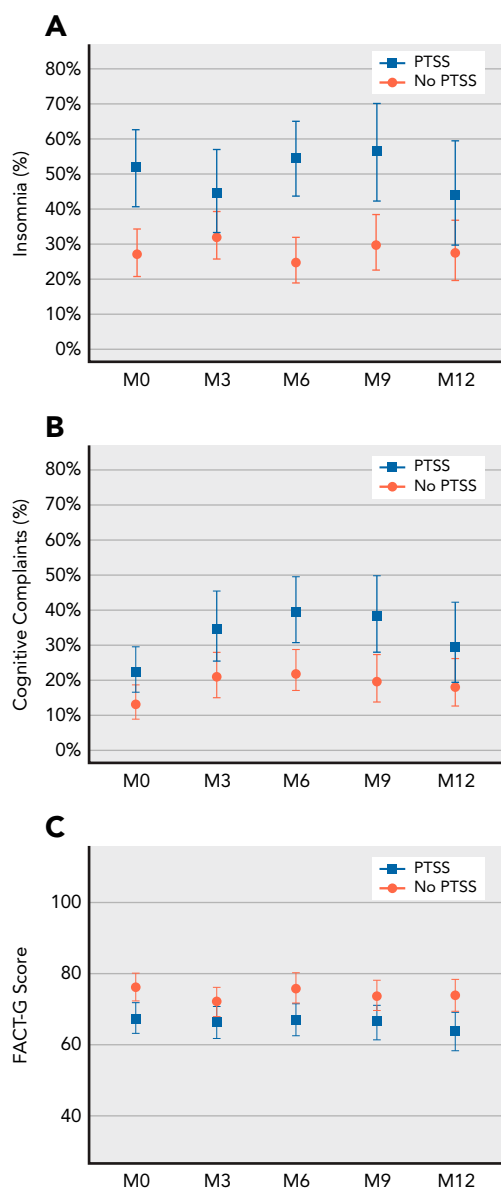 A
PTSS
No PTSS
80%
70%
60%
50%
40%
30%
20%
10%
0%
Insomnia (%)
M0 M3 M6 M9 M12
B
PTSS
No PTSS
80%
70%
60%
50%
40%
30%
20%
10%
0%
Cognitive Complaints (%)
M0 M3 M6 M9 M12
C
PTSS
No PTSS
100
80
60
40
FACT-G Score
M0 M3 M6 M9 M12